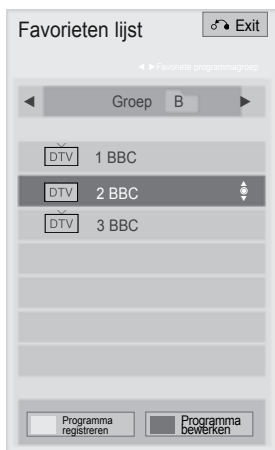 Favorieten lijst
Exit
◄ ►Favoriete programmagroep
◄ Groep B ►
DTV 1 BBC
DTV 2 BBC
DTV 3 BBC
Programma
registreren
Programma
bewerken